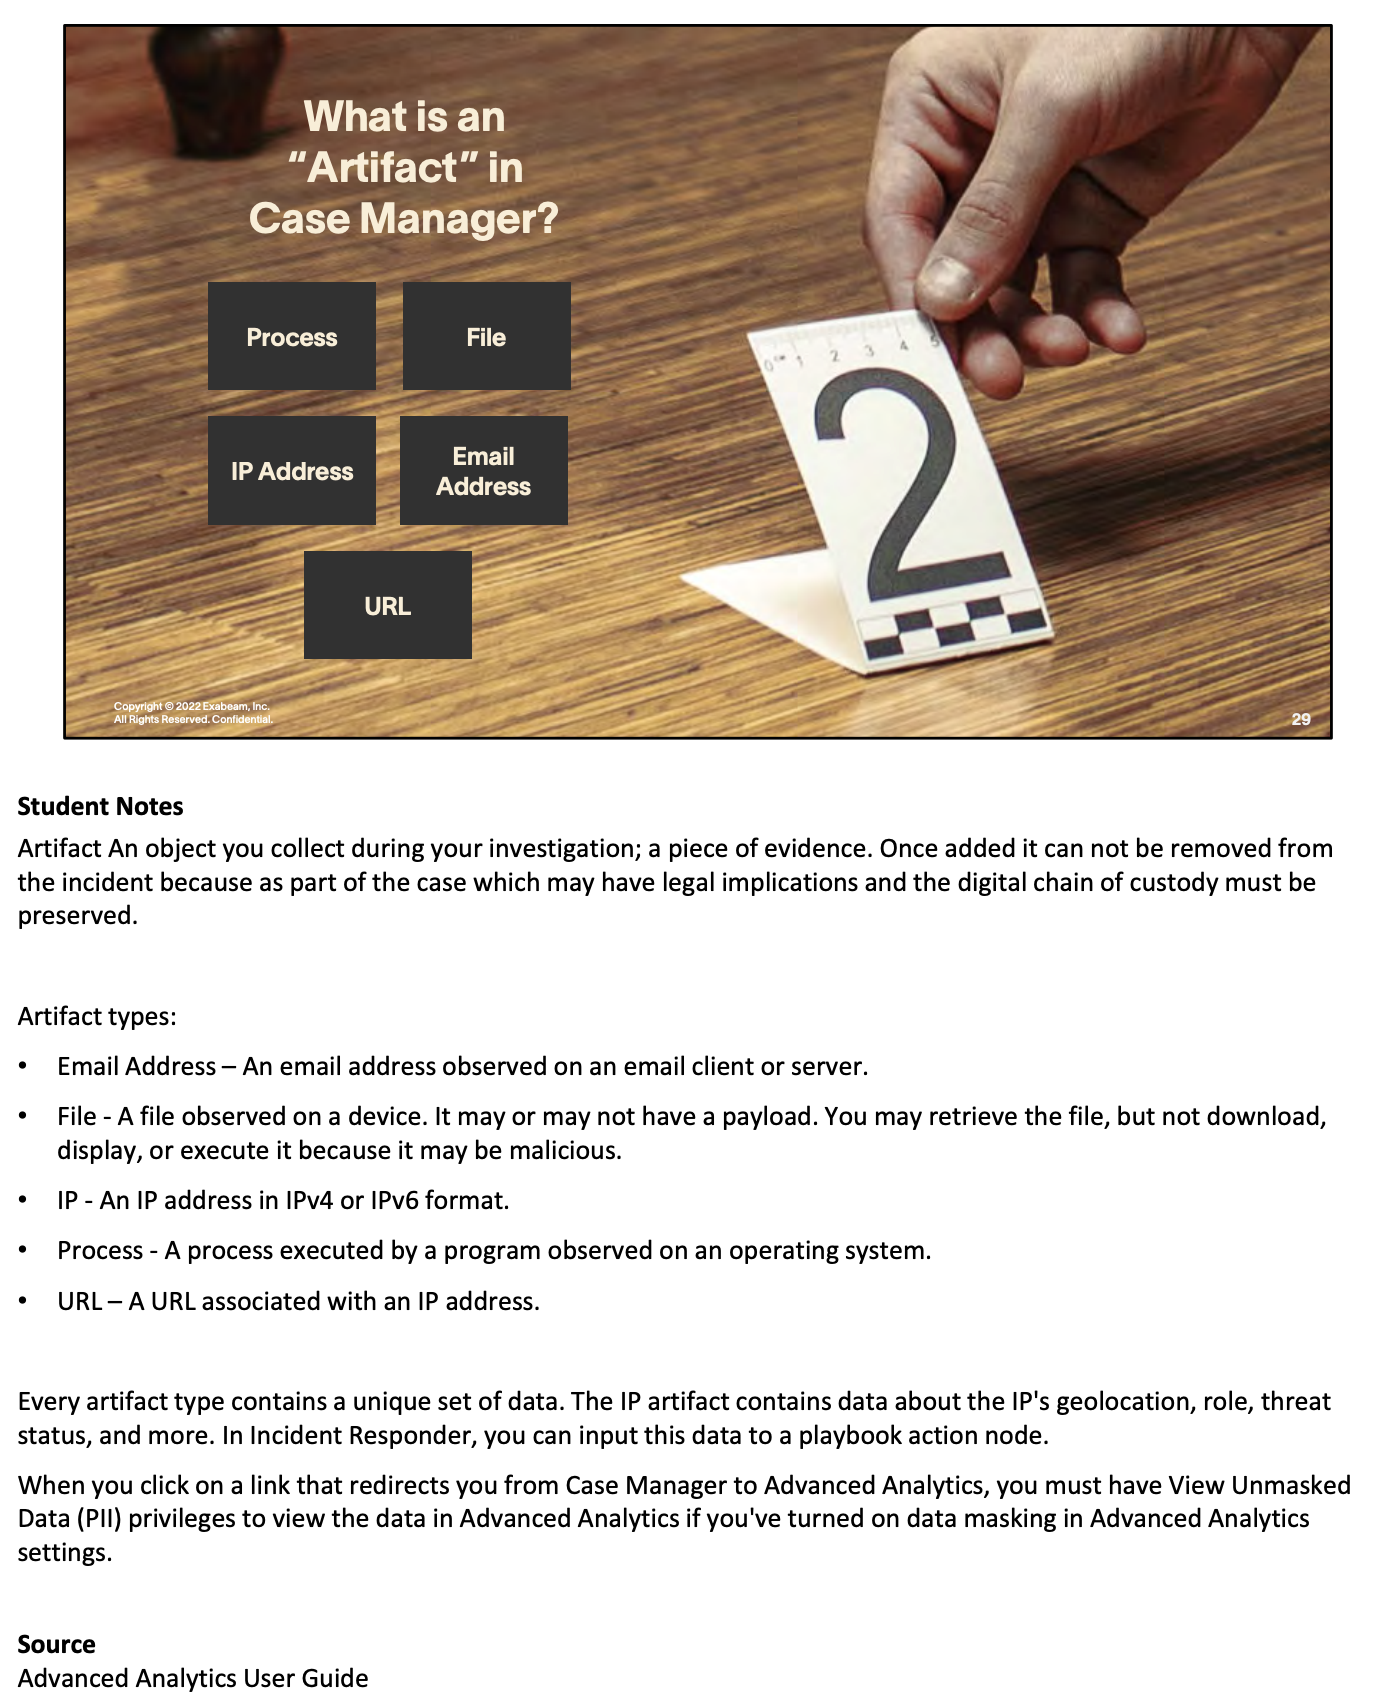 What is an
“Artifact” in
Case Manager?
Process
File
IP Address
Email
Address
URL
0 cm 1 2 3 4 5
2
Copyright © 2022 Exabeam, Inc.
All Rights Reserved. Confidential.
29
Student Notes
Artifact An object you collect during your investigation; a piece of evidence. Once added it can not be removed from
the incident because as part of the case which may have legal implications and the digital chain of custody must be
preserved.
Artifact types:
• Email Address – An email address observed on an email client or server.
• File - A file observed on a device. It may or may not have a payload. You may retrieve the file, but not download,
display, or execute it because it may be malicious.
• IP - An IP address in IPv4 or IPv6 format.
• Process - A process executed by a program observed on an operating system.
• URL – A URL associated with an IP address.
Every artifact type contains a unique set of data. The IP artifact contains data about the IP's geolocation, role, threat
status, and more. In Incident Responder, you can input this data to a playbook action node.
When you click on a link that redirects you from Case Manager to Advanced Analytics, you must have View Unmasked
Data (PII) privileges to view the data in Advanced Analytics if you've turned on data masking in Advanced Analytics
settings.
Source
Advanced Analytics User Guide